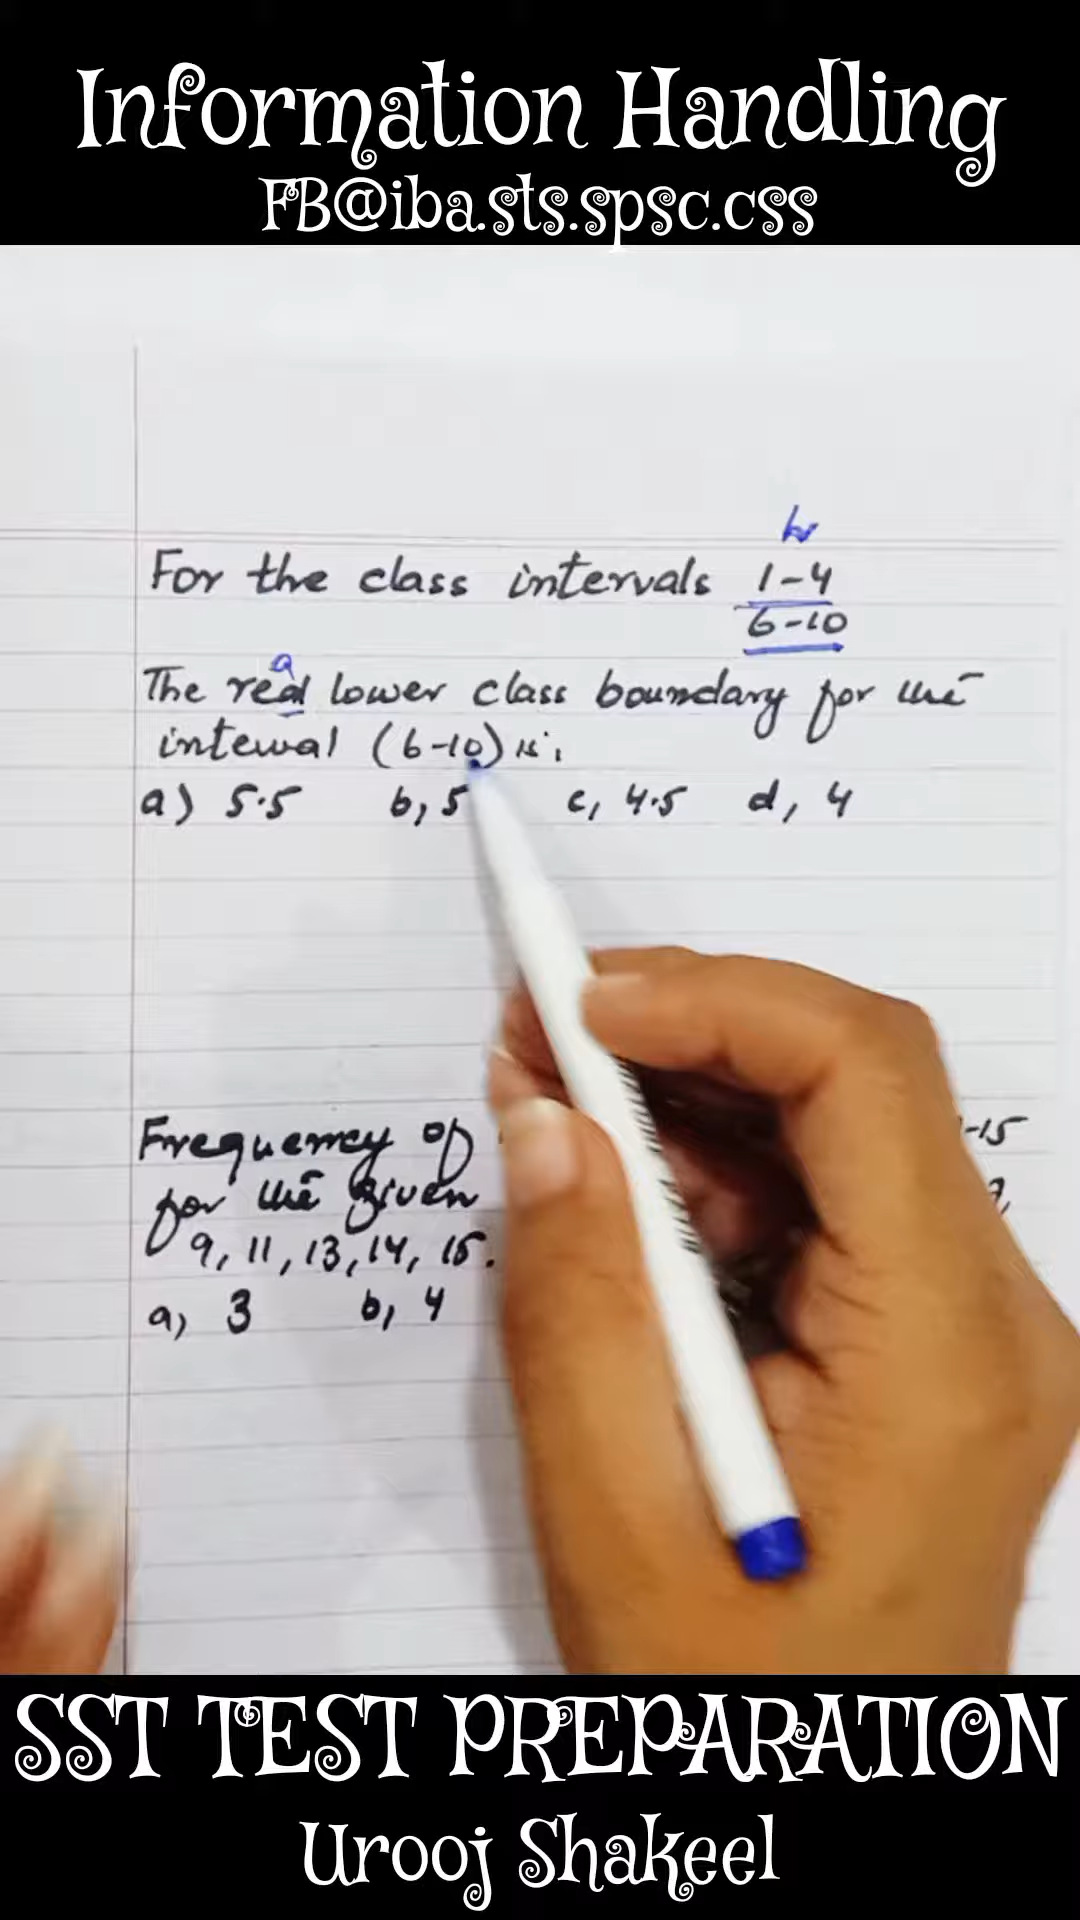 Information Handling
FB@iba.sts.spsc.css
For the class intervals 1-4
6-10
a
The real lower class boundary for the
interval (6-10) is,
a) 5.5 b, 5 c, 4.5 d, 4
Frequency of -15
for the given 9,
9, 11, 13, 14, 15.
a, 3 b, 4
SST TEST PREPARATION
Urooj Shakeel